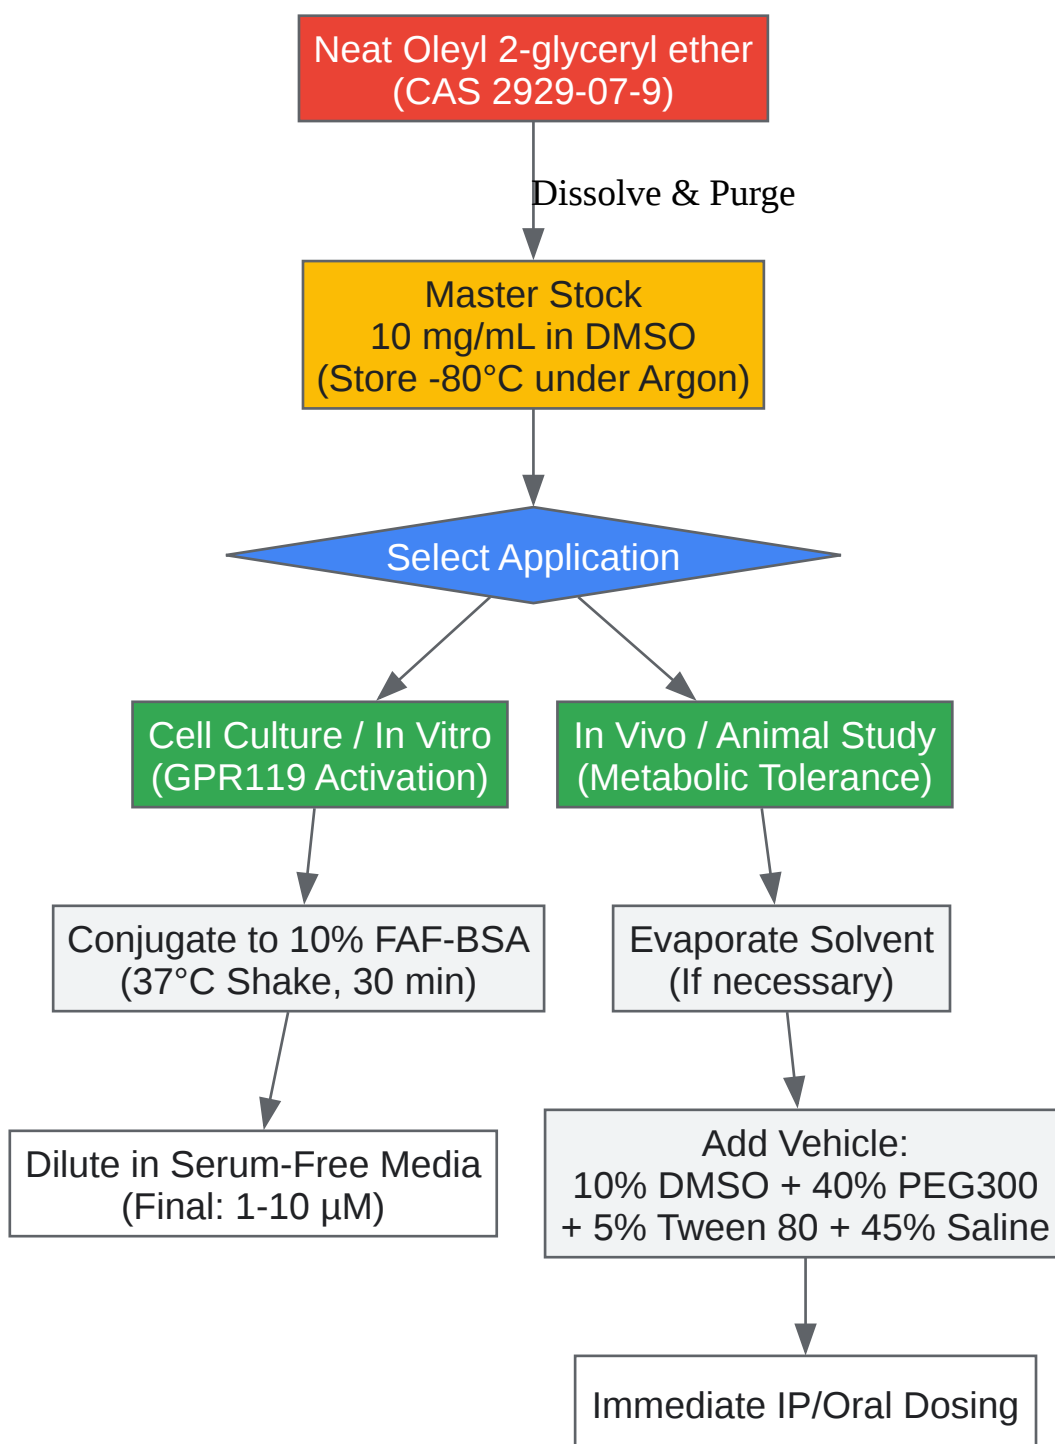 Neat Oleyl 2-glyceryl ether
(CAS 2929-07-9)
Dissolve & Purge
Master Stock
10 mg/mL in DMSO
(Store -80°C under Argon)
Select Application
Cell Culture / In Vitro
(GPR119 Activation)
In Vivo / Animal Study
(Metabolic Tolerance)
Conjugate to 10% FAF-BSA
(37°C Shake, 30 min)
Evaporate Solvent
(If necessary)
Dilute in Serum-Free Media
(Final: 1-10 µM)
Add Vehicle:
10% DMSO + 40% PEG300
+ 5% Tween 80 + 45% Saline
Immediate IP/Oral Dosing